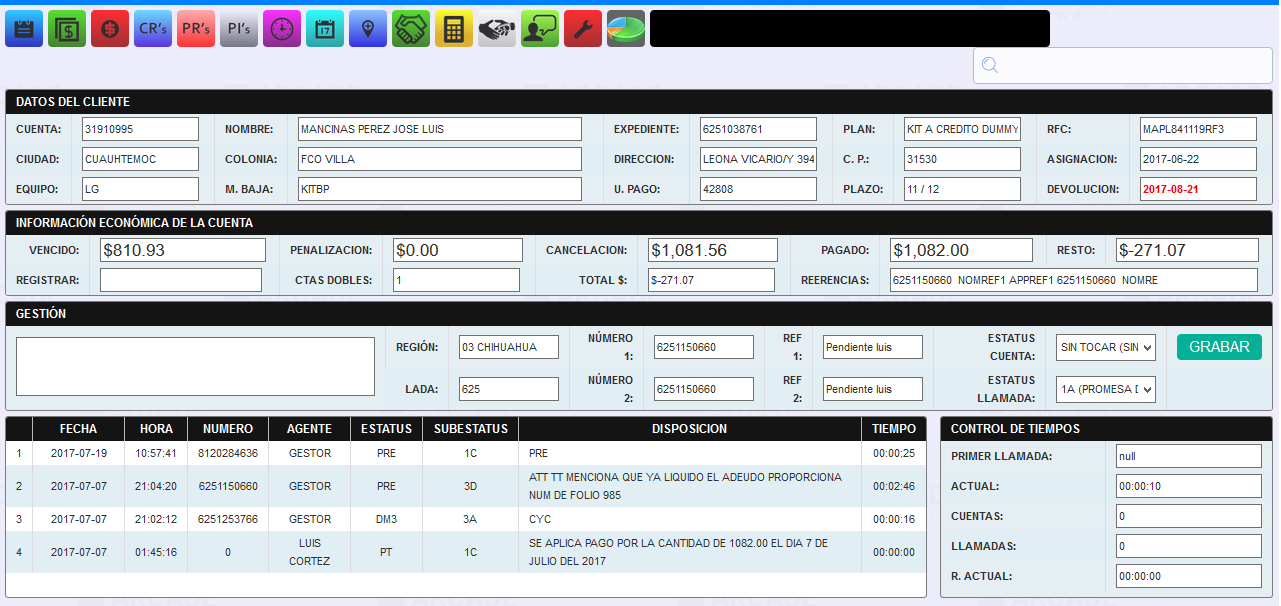 CR's PR's PI's 17
DATOS DEL CLIENTE
CUENTA: 31910995 NOMBRE: MANCINAS PEREZ JOSE LUIS EXPEDIENTE: 6251038761 PLAN: KIT A CREDITO DUMMY RFC: MAPL841119RF3
CIUDAD: CUAUHTEMOC COLONIA: FCO VILLA DIRECCION: LEONA VICARIO/Y 394 C. P.: 31530 ASIGNACION: 2017-06-22
EQUIPO: LG M. BAJA: KITBP U. PAGO: 42808 PLAZO: 11 / 12 DEVOLUCION: 2017-08-21
INFORMACIÓN ECONÓMICA DE LA CUENTA
VENCIDO: $810.93 PENALIZACION: $0.00 CANCELACION: $1,081.56 PAGADO: $1,082.00 RESTO: $-271.07
REGISTRAR: CTAS DOBLES: 1 TOTAL $: $-271.07 REERENCIAS: 6251150660 NOMREF1 APPREF1 6251150660 NOMRE
GESTIÓN
REGIÓN: 03 CHIHUAHUA NÚMERO 1: 6251150660 REF 1: Pendiente luis ESTATUS CUENTA: SIN TOCAR (SIN GRABAR
LADA: 625 NÚMERO 2: 6251150660 REF 2: Pendiente luis ESTATUS LLAMADA: 1A (PROMESA D
FECHA HORA NUMERO AGENTE ESTATUS SUBESTATUS DISPOSICION TIEMPO
1 2017-07-19 10:57:41 8120284636 GESTOR PRE 1C PRE 00:00:25
2 2017-07-07 21:04:20 6251150660 GESTOR PRE 3D ATT TT MENCIONA QUE YA LIQUIDO EL ADEUDO PROPORCIONA NUM DE FOLIO 985 00:02:46
3 2017-07-07 21:02:12 6251253766 GESTOR DM3 3A CYC 00:00:16
4 2017-07-07 01:45:16 0 LUIS CORTEZ PT 1C SE APLICA PAGO POR LA CANTIDAD DE 1082.00 EL DIA 7 DE JULIO DEL 2017 00:00:00
CONTROL DE TIEMPOS
PRIMER LLAMADA: null
ACTUAL: 00:00:10
CUENTAS: 0
LLAMADAS: 0
R. ACTUAL: 00:00:00